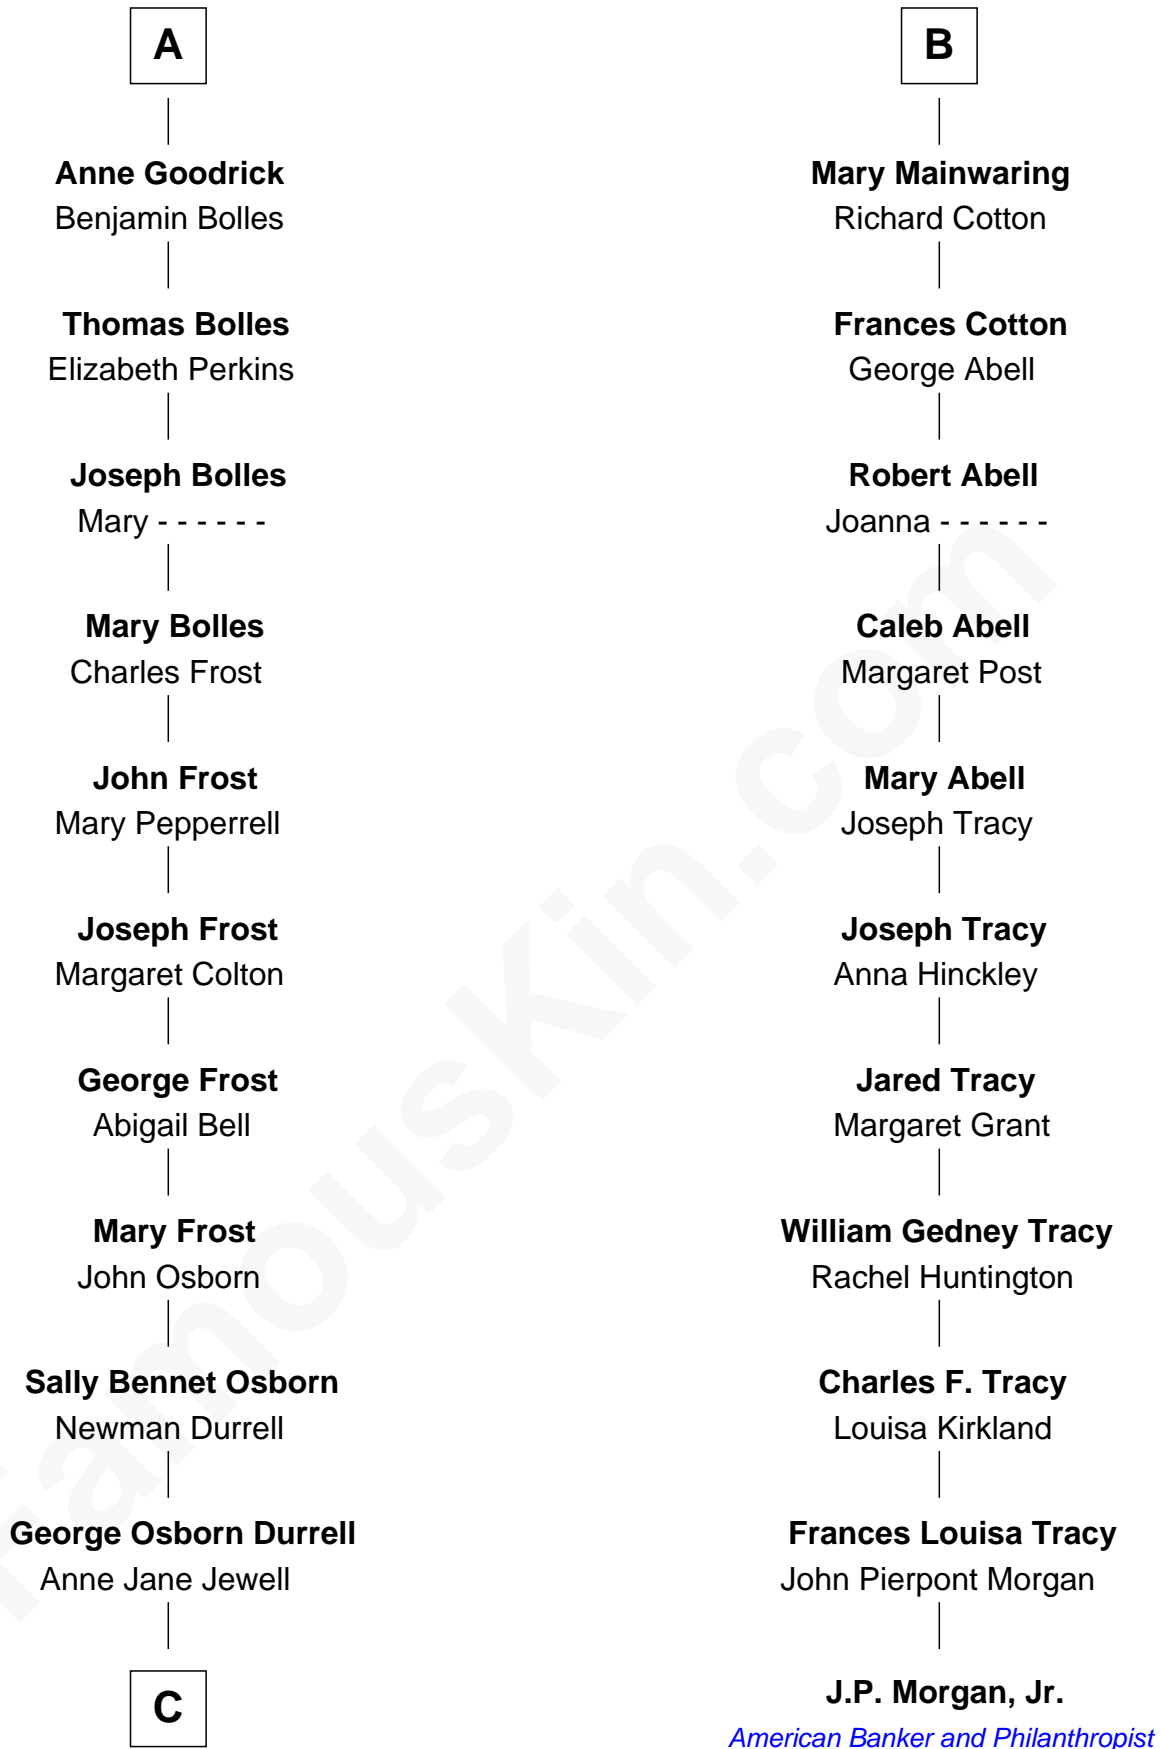 A
Anne Goodrick
Benjamin Bolles
Thomas Bolles
Elizabeth Perkins
Joseph Bolles
Mary - - - - - -
Mary Bolles
Charles Frost
John Frost
Mary Pepperrell
Joseph Frost
Margaret Colton
George Frost
Abigail Bell
Mary Frost
John Osborn
Sally Bennet Osborn
Newman Durrell
George Osborn Durrell
Anne Jane Jewell
C
B
Mary Mainwaring
Richard Cotton
Frances Cotton
George Abell
Robert Abell
Joanna - - - - - -
Caleb Abell
Margaret Post
Mary Abell
Joseph Tracy
Joseph Tracy
Anna Hinckley
Jared Tracy
Margaret Grant
William Gedney Tracy
Rachel Huntington
Charles F. Tracy
Louisa Kirkland
Frances Louisa Tracy
John Pierpont Morgan
J.P. Morgan, Jr.
American Banker and Philanthropist
FamousKin.com